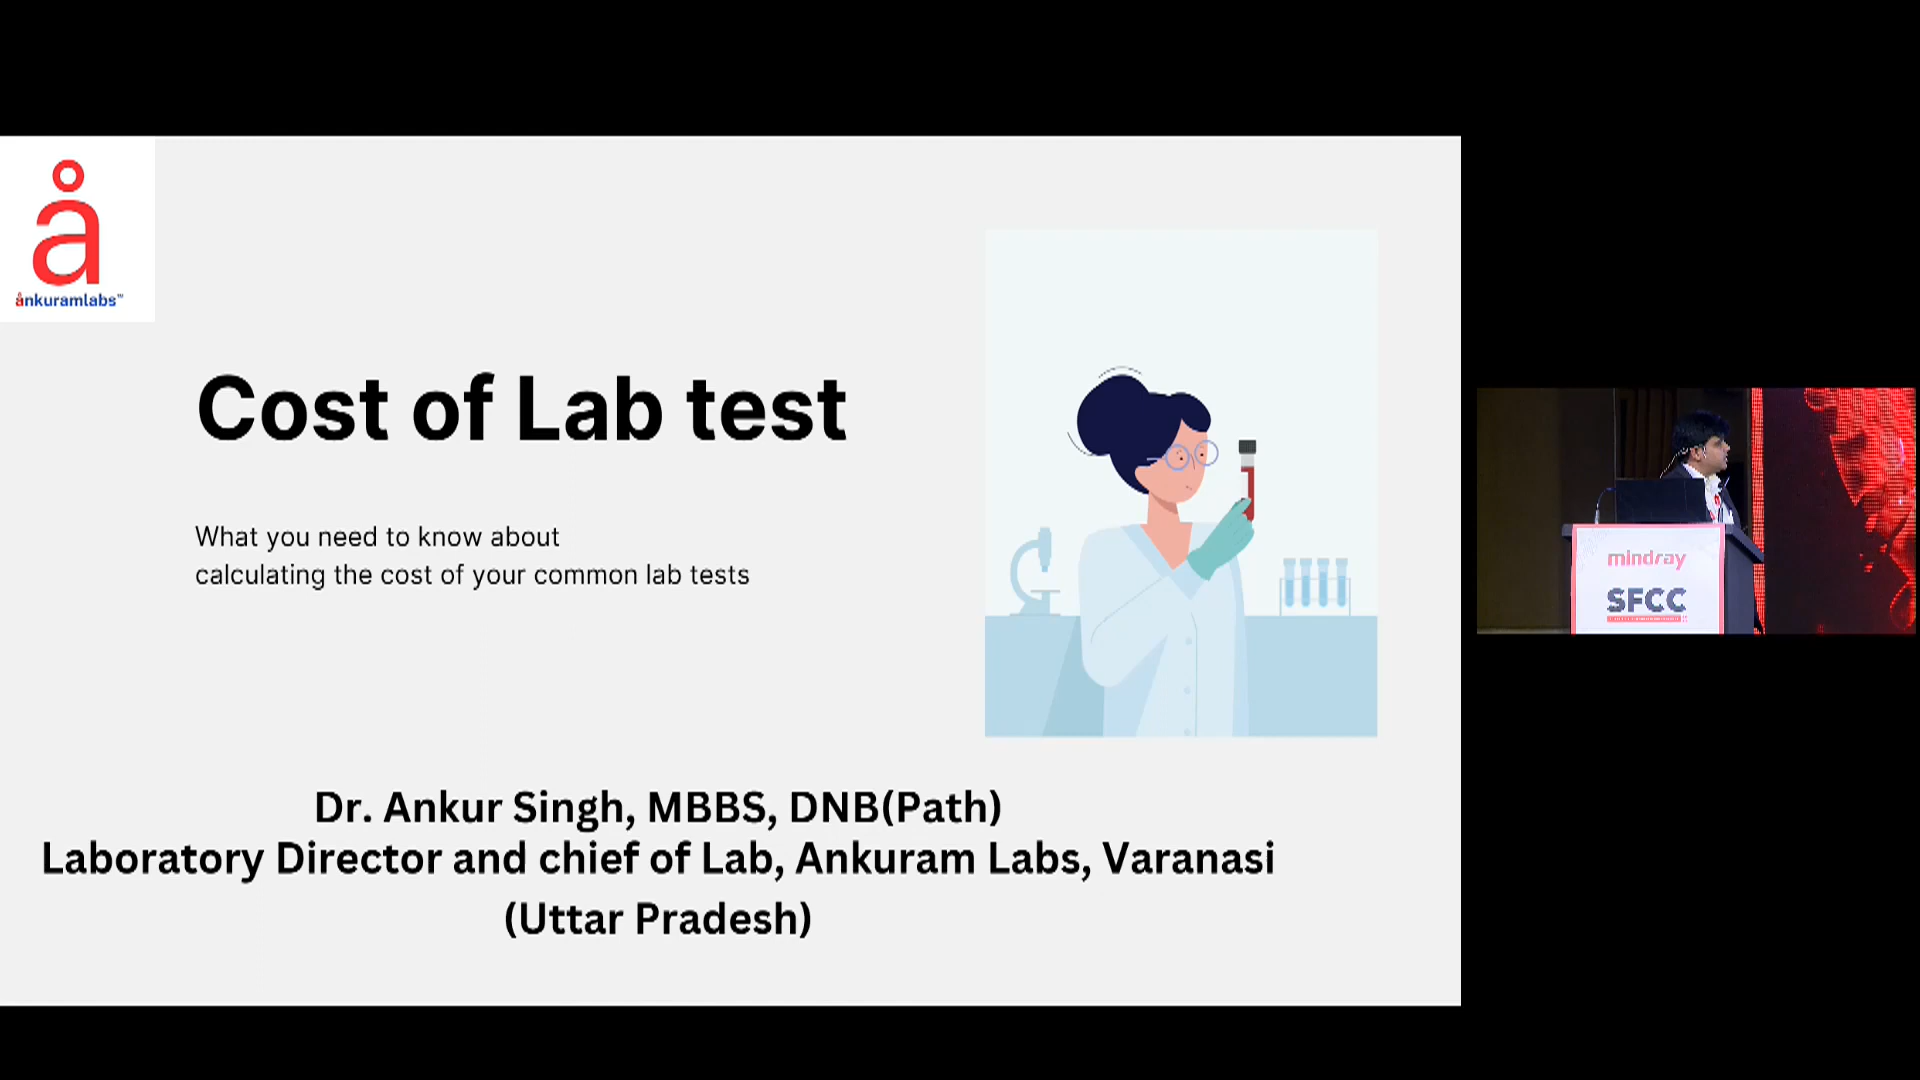 å
ånkuramlabs™
Cost of Lab test
What you need to know about
calculating the cost of your common lab tests
Dr. Ankur Singh, MBBS, DNB(Path)
Laboratory Director and chief of Lab, Ankuram Labs, Varanasi
(Uttar Pradesh)
mindray
SFCC